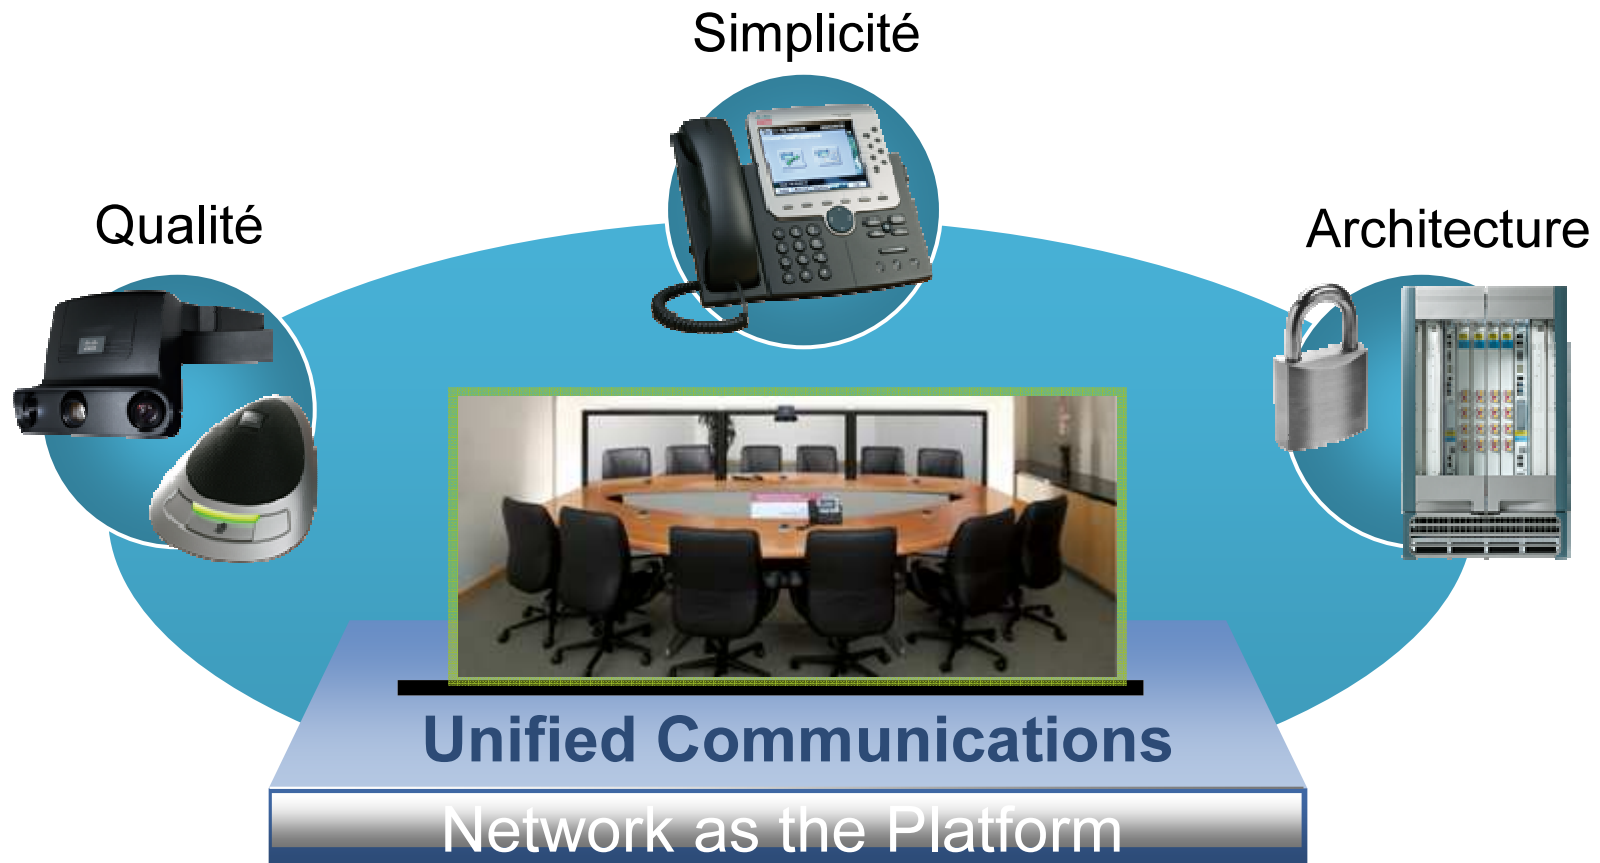 Simplicité
Qualité
Architecture
Unified Communications
Network as the Platform